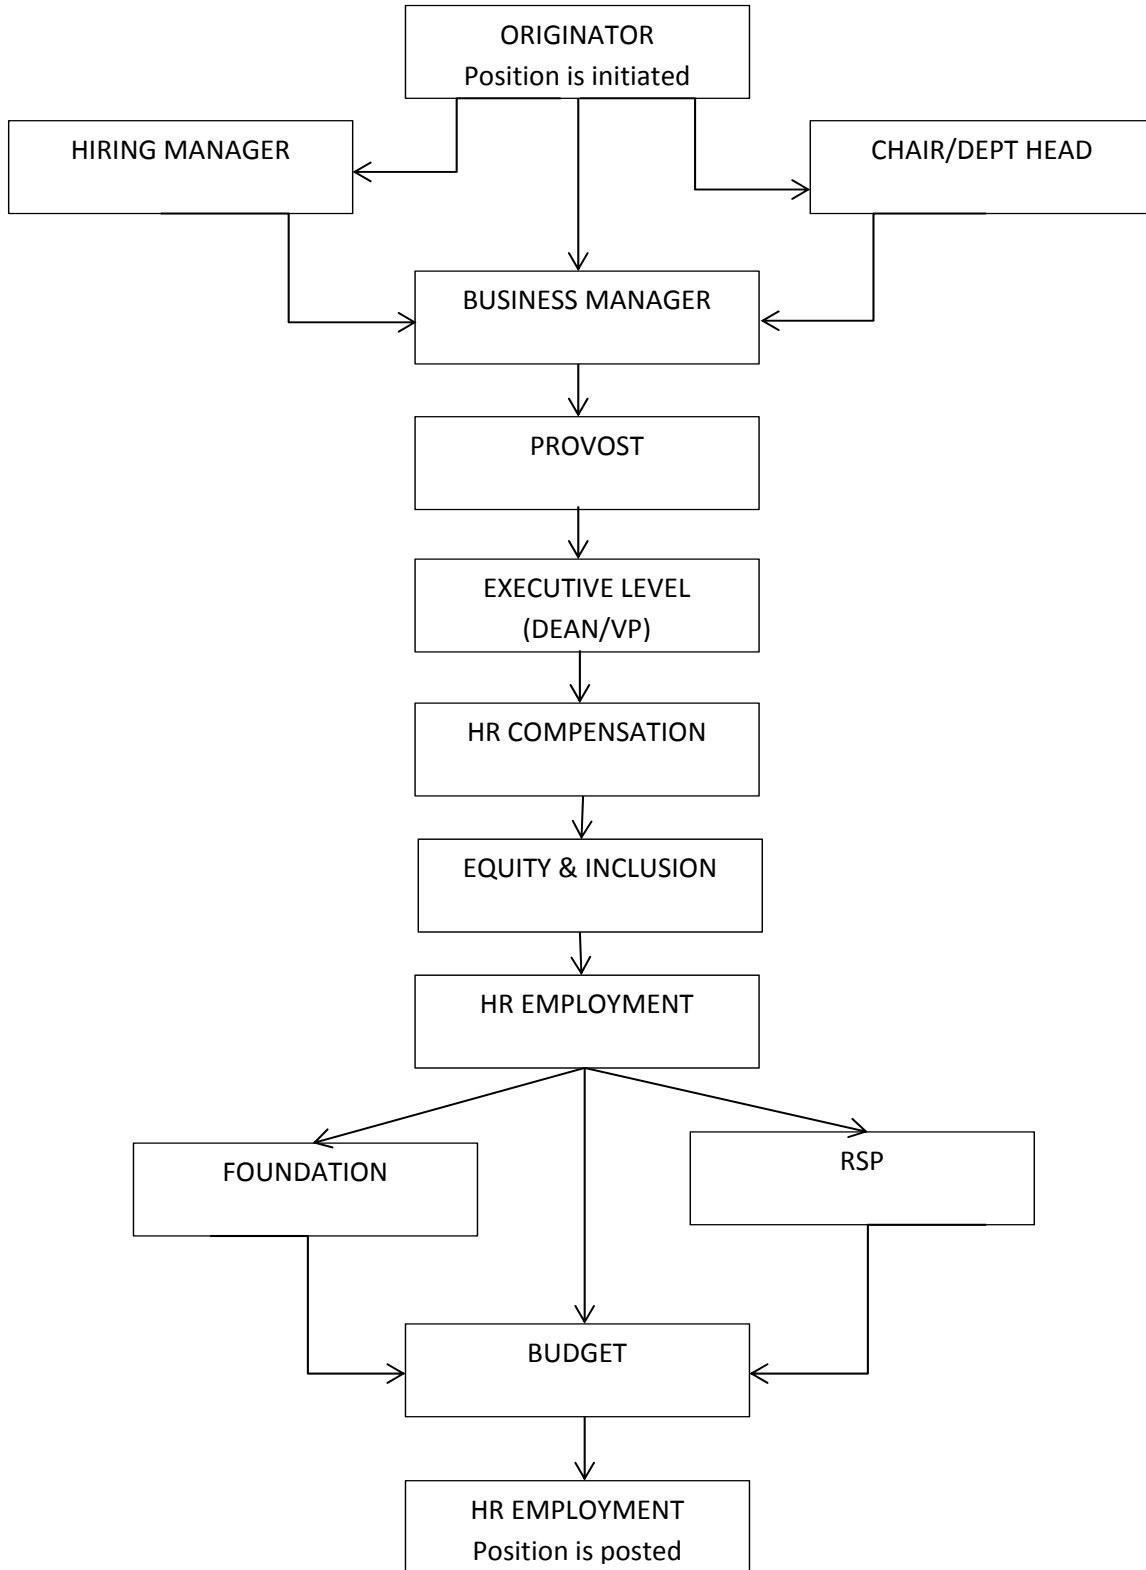 ORIGINATOR
Position is initiated
HIRING MANAGER
CHAIR/DEPT HEAD
BUSINESS MANAGER
PROVOST
EXECUTIVE LEVEL
(DEAN/VP)
HR COMPENSATION
EQUITY & INCLUSION
HR EMPLOYMENT
FOUNDATION
RSP
BUDGET
HR EMPLOYMENT
Position is posted